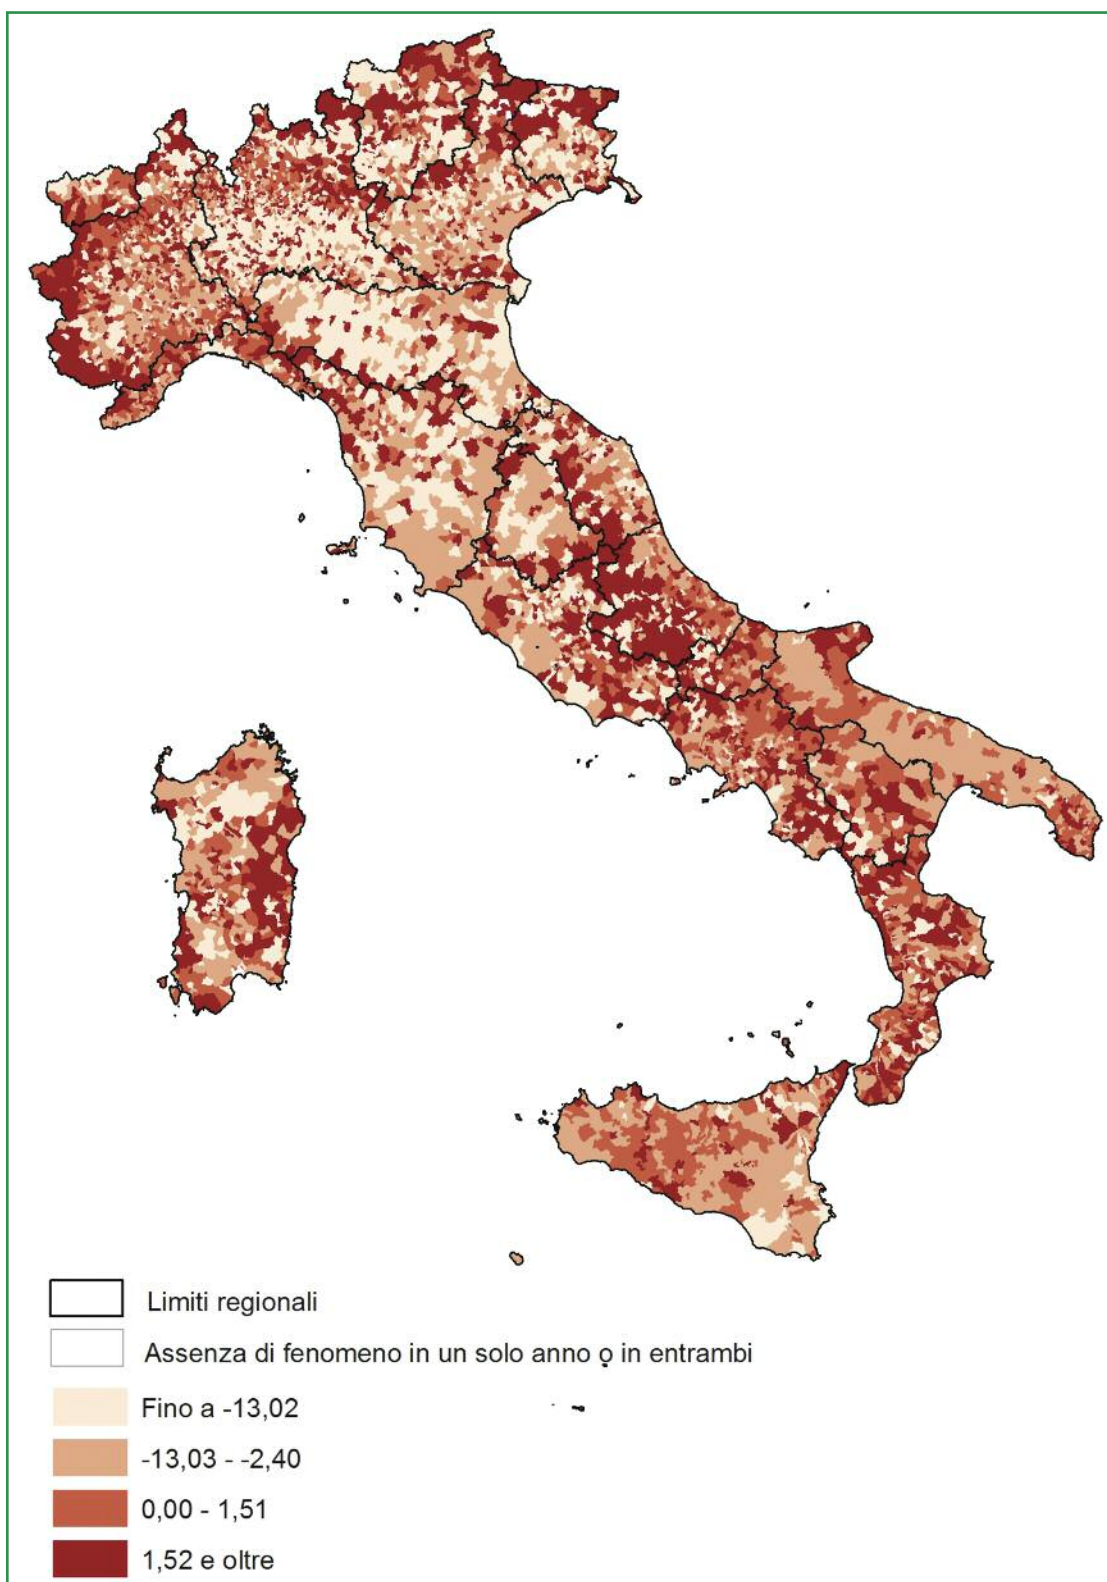 Limiti regionali
Assenza di fenomeno in un solo anno o in entrambi
Fino a -13,02
-13,03 - -2,40
0,00 - 1,51
1,52 e oltre